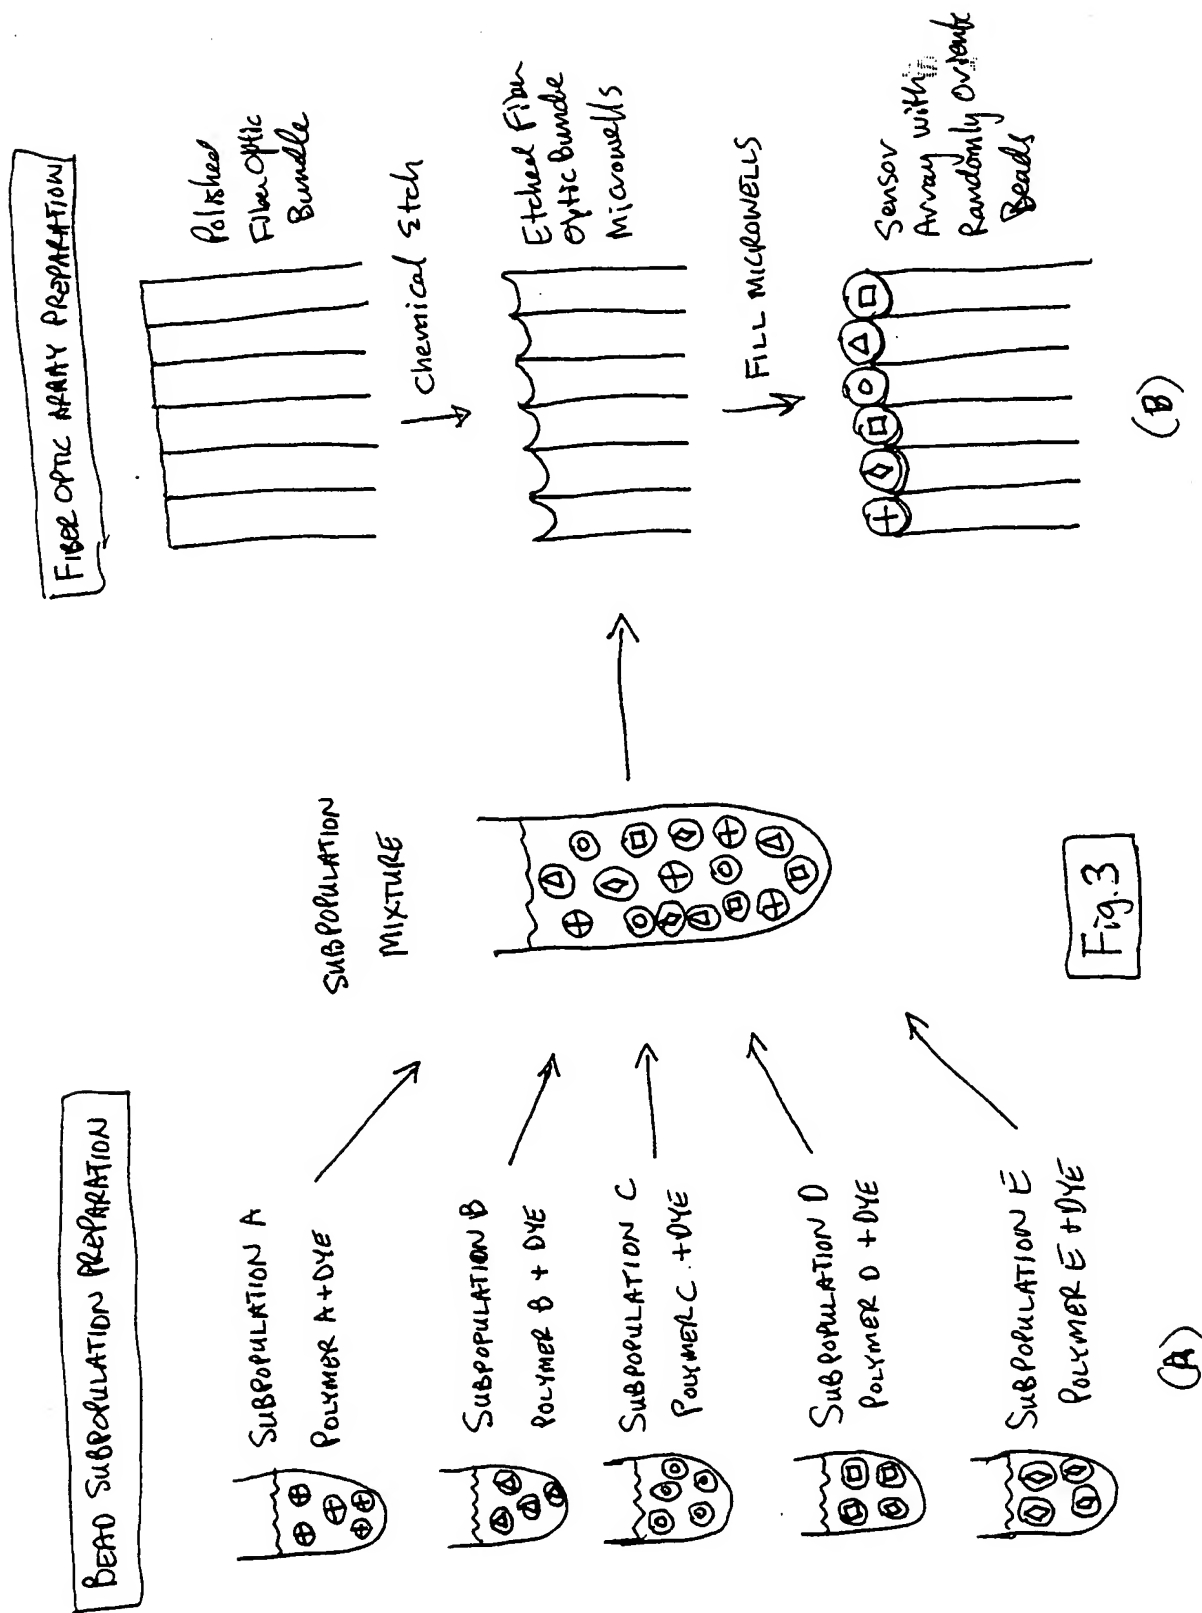 BEAD SUBPOPULATION PREPARATION
SUBPOPULATION A
POLYMER A + DYE
SUBPOPULATION B
POLYMER B + DYE
SUBPOPULATION C
POLYMER C . + DYE
SUBPOPULATION D
POLYMER D + DYE
SUBPOPULATION E
POLYMER E + DYE
(A)
SUBPOPULATION
MIXTURE
Fig. 3
FIBER OPTIC ARRAY PREPARATION
Polished
Fiber Optic
Bundle
Chemical Etch
Etched Fiber
Optic Bundle
Microwells
FILL MICROWELLS
Sensor
Array with
Randomly
Beads
(B)